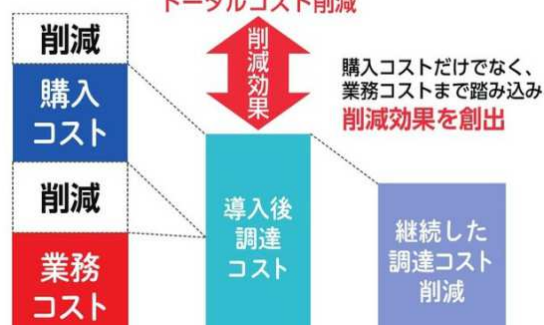 トータルコスト削減
削減
購入
コスト
削減
業務
コスト
削減効果
導入後
調達
コスト
購入コストだけでなく、
業務コストまで踏み込み
削減効果を創出
継続した
調達コスト
削減